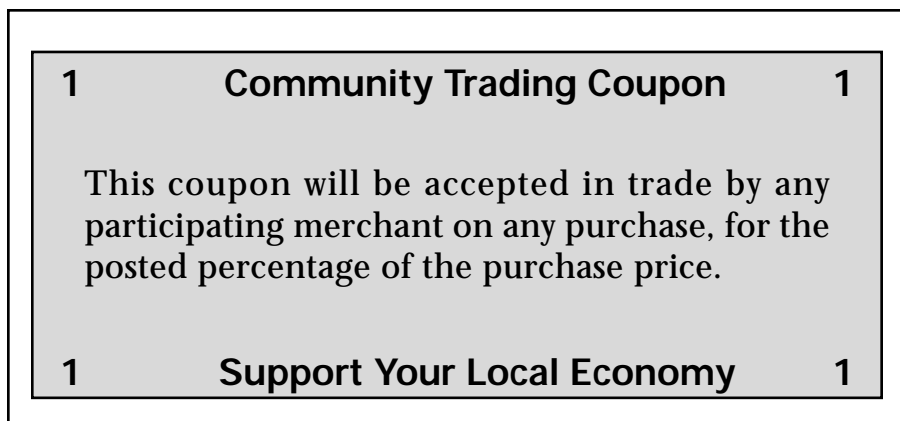 1 Community Trading Coupon 1
This coupon will be accepted in trade by any
participating merchant on any purchase, for the
posted percentage of the purchase price.
1 Support Your Local Economy 1